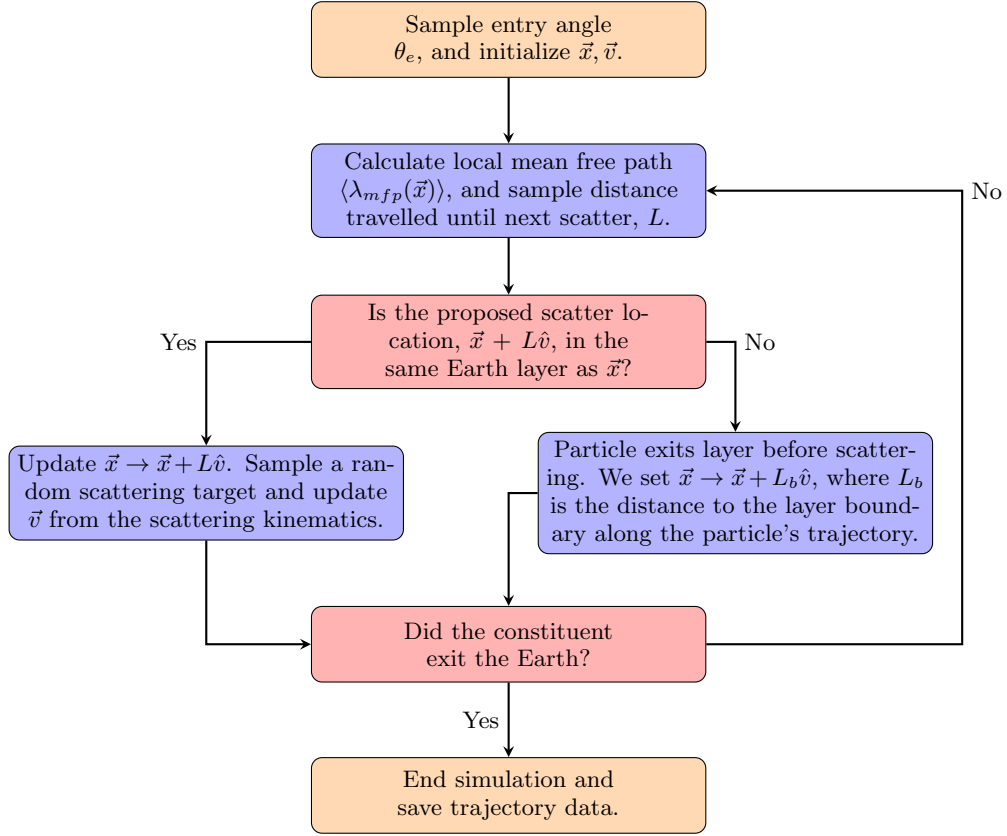 Sample entry angle
θ_e, and initialize x⃗, v⃗.
Calculate local mean free path
⟨λ_{mfp}(x⃗)⟩, and sample distance
travelled until next scatter, L.
No
Is the proposed scatter lo-
cation, x⃗ + Lv̂, in the
same Earth layer as x⃗?
Yes
No
Update x⃗ → x⃗+Lv̂. Sample a ran-
dom scattering target and update
v⃗ from the scattering kinematics.
Particle exits layer before scatter-
ing. We set x⃗ → x⃗+L_b v̂, where L_b
is the distance to the layer bound-
ary along the particle's trajectory.
Did the constituent
exit the Earth?
Yes
End simulation and
save trajectory data.